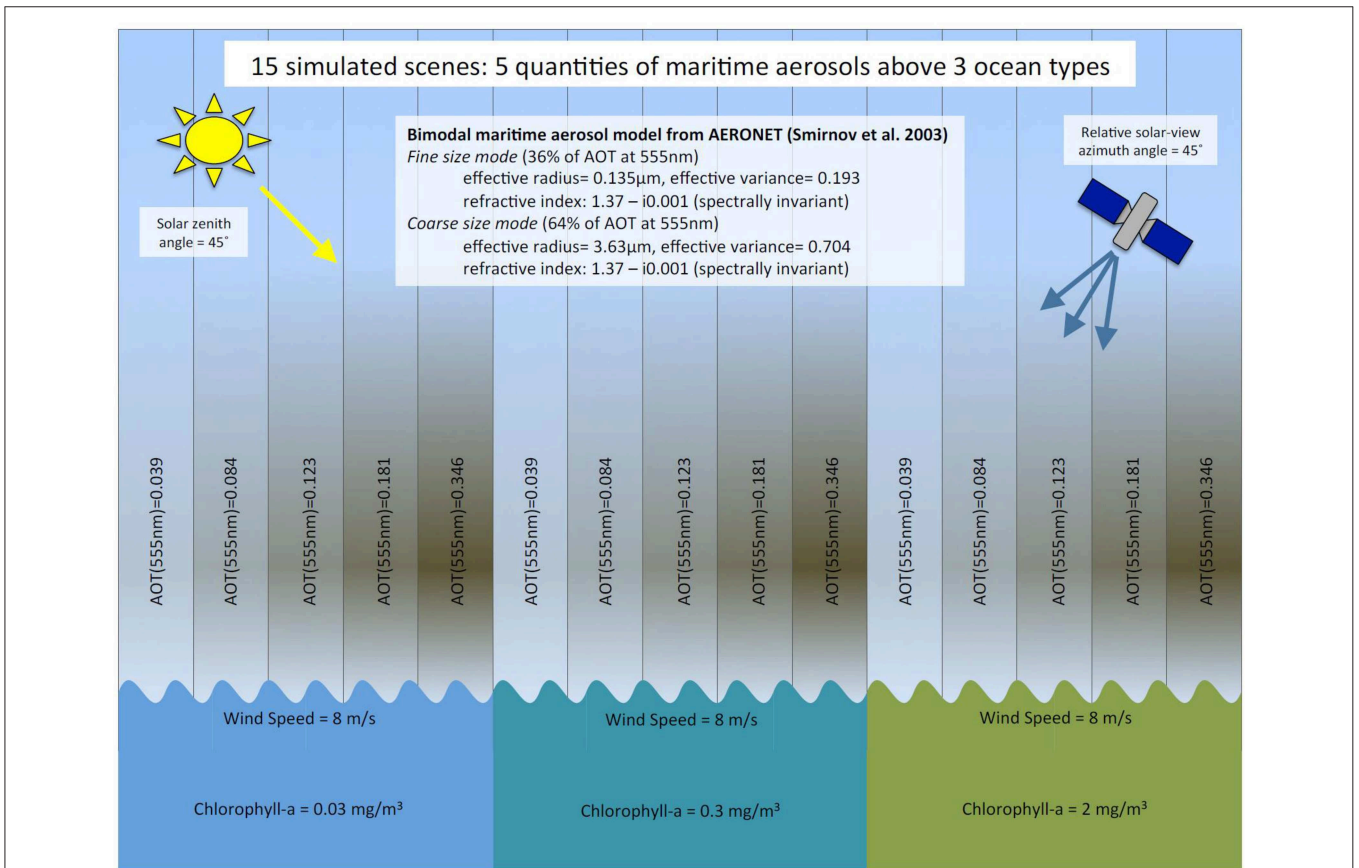 15 simulated scenes: 5 quantities of maritime aerosols above 3 ocean types
Bimodal maritime aerosol model from AERONET (Smirnov et al. 2003)
Fine size mode (36% of AOT at 555nm)
effective radius= 0.135µm, effective variance= 0.193
refractive index: 1.37 – i0.001 (spectrally invariant)
Coarse size mode (64% of AOT at 555nm)
effective radius= 3.63µm, effective variance= 0.704
refractive index: 1.37 – i0.001 (spectrally invariant)
Relative solar-view
azimuth angle = 45˚
Solar zenith
angle = 45˚
AOT(555nm)=0.039
AOT(555nm)=0.084
AOT(555nm)=0.123
AOT(555nm)=0.181
AOT(555nm)=0.346
AOT(555nm)=0.039
AOT(555nm)=0.084
AOT(555nm)=0.123
AOT(555nm)=0.181
AOT(555nm)=0.346
AOT(555nm)=0.039
AOT(555nm)=0.084
AOT(555nm)=0.123
AOT(555nm)=0.181
AOT(555nm)=0.346
Wind Speed = 8 m/s
Wind Speed = 8 m/s
Wind Speed = 8 m/s
Chlorophyll-a = 0.03 mg/m³
Chlorophyll-a = 0.3 mg/m³
Chlorophyll-a = 2 mg/m³